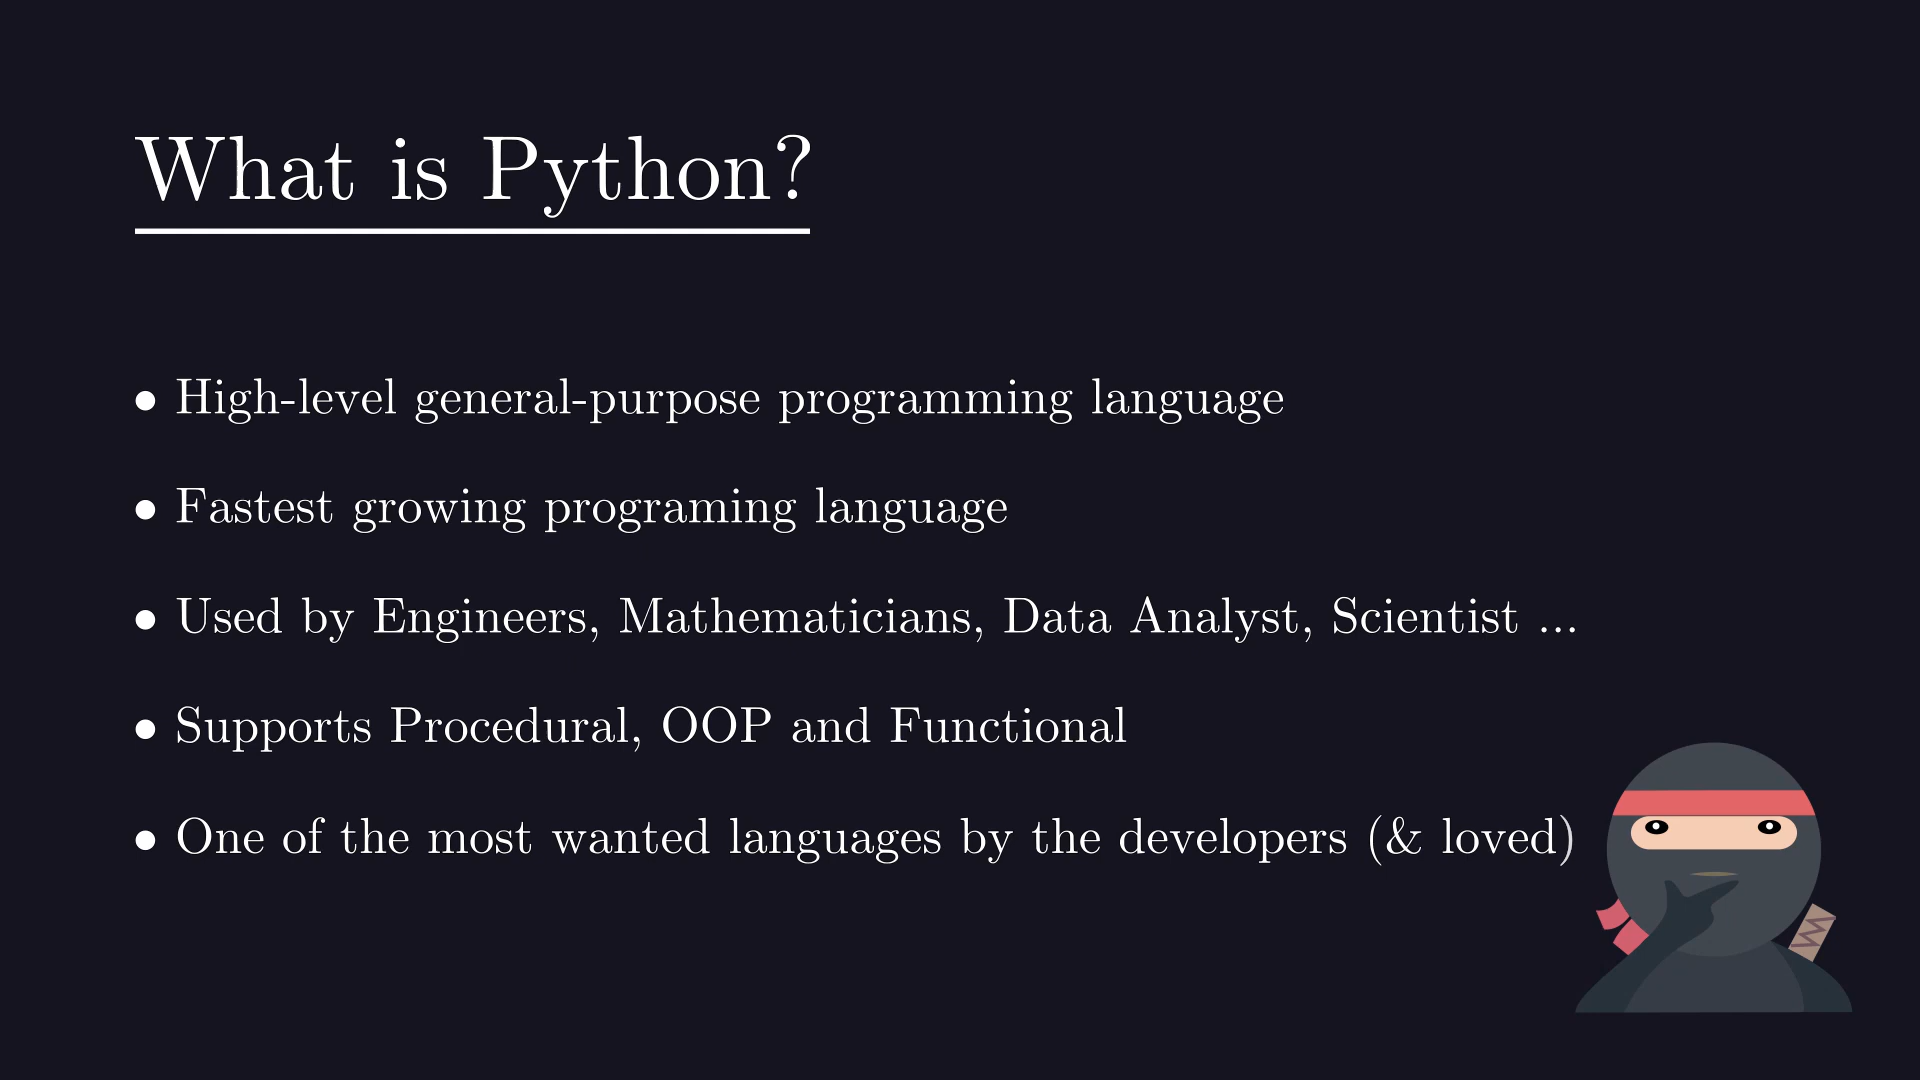 What is Python?
• High-level general-purpose programming language
• Fastest growing programing language
• Used by Engineers, Mathematicians, Data Analyst, Scientist ...
• Supports Procedural, OOP and Functional
• One of the most wanted languages by the developers (& loved)